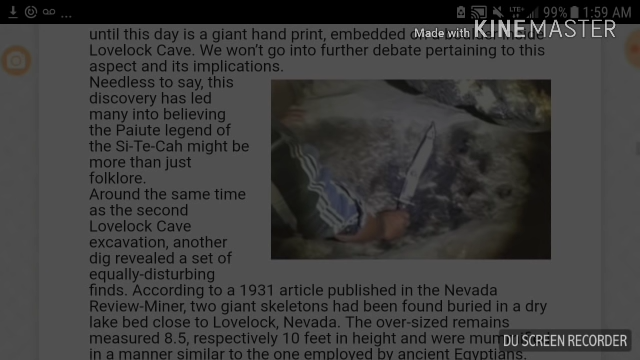 LTE+ 99% 1:59 AM
Made with KINEMASTER
until this day is a giant hand print, embedded
Lovelock Cave. We won't go into further debate pertaining to this
aspect and its implications.
Needless to say, this
discovery has led
many into believing
the Paiute legend of
the Si-Te-Cah might be
more than just
folklore.
Around the same time
as the second
Lovelock Cave
excavation, another
dig revealed a set of
equally-disturbing
finds. According to a 1931 article published in the Nevada
Review-Miner, two giant skeletons had been found buried in a dry
lake bed close to Lovelock, Nevada. The over-sized remains
measured 8.5, respectively 10 feet in height and were
in a manner similar to the one employed by ancient Egyptians.
DU SCREEN RECORDER